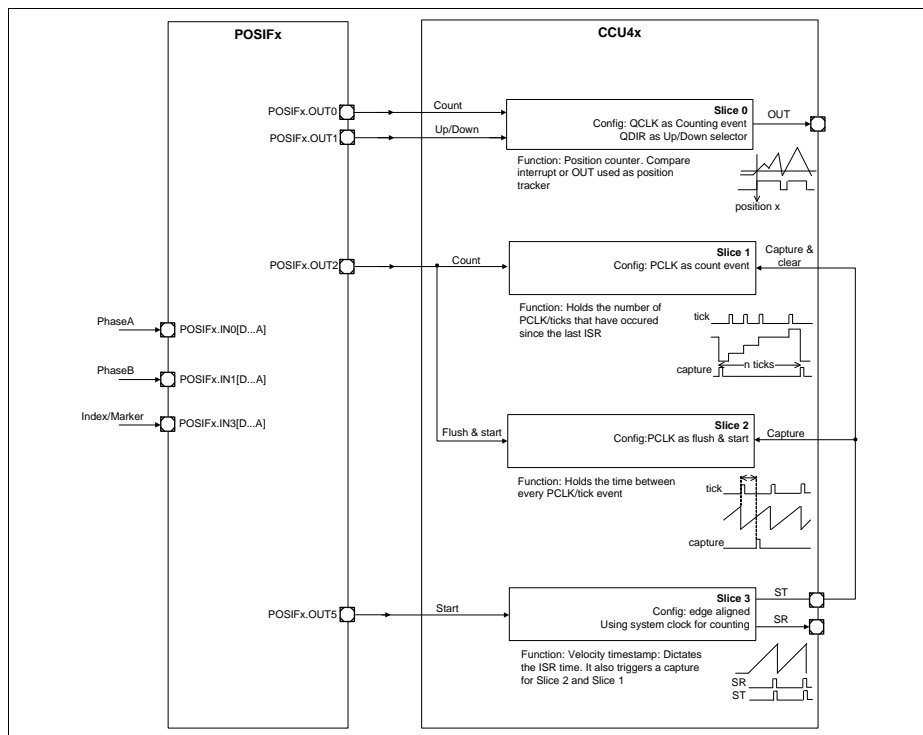 POSIFx
CCU4x
POSIFx.OUT0
Count
Slice 0
Config: QCLK as Counting event
QDIR as Up/Down selector
OUT
POSIFx.OUT1
Up/Down
Function: Position counter. Compare
interrupt or OUT used as position
tracker
position x
POSIFx.OUT2
Count
Slice 1
Config: PCLK as count event
Capture &
clear
Function: Holds the number of
PCLK/ticks that have occured
since the last ISR
tick
n ticks
capture
PhaseA
POSIFx.IN0[D...A]
PhaseB
POSIFx.IN1[D...A]
Index/Marker
POSIFx.IN3[D...A]
Flush & start
Slice 2
Config:PCLK as flush & start
Capture
Function: Holds the time between
every PCLK/tick event
tick
capture
POSIFx.OUT5
Start
Slice 3
Config: edge aligned
Using system clock for counting
ST
SR
Function: Velocity timestamp: Dictates
the ISR time. It also triggers a capture
for Slice 2 and Slice 1
SR
ST